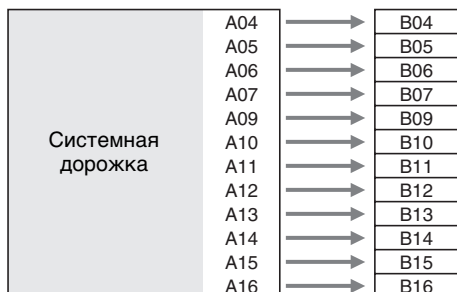 A04 B04
A05 B05
A06 B06
A07 B07
A09 B09
Системная A10 B10
дорожка A11 B11
A12 B12
A13 B13
A14 B14
A15 B15
A16 B16